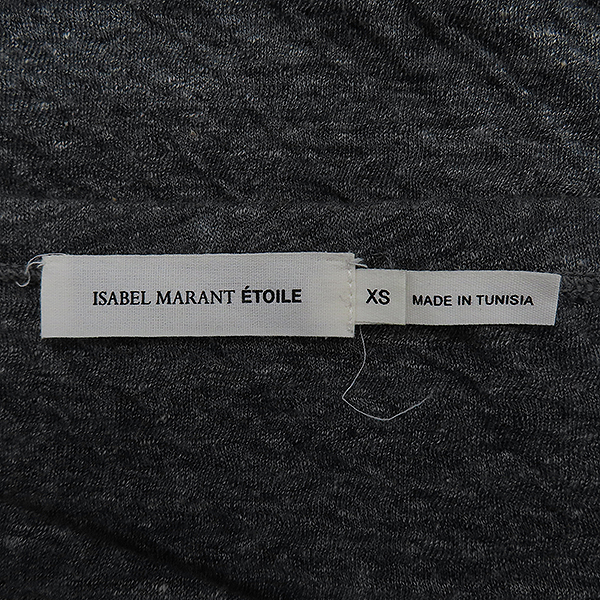 ISABEL MARANT ÉTOILE
XS
MADE IN TUNISIA